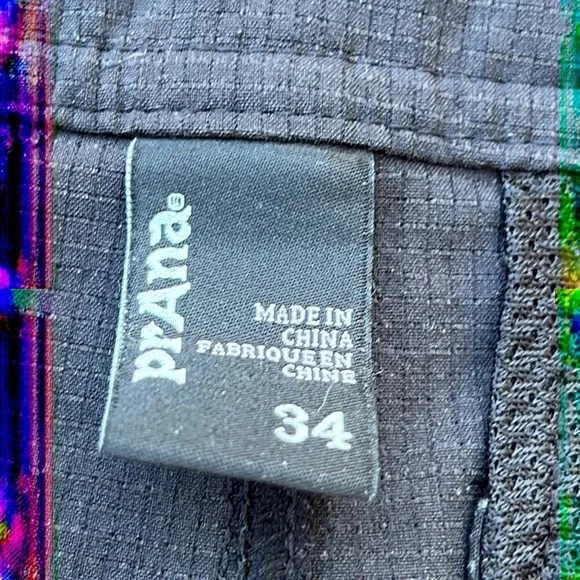 prAna®
MADE IN
CHINA
FABRIQUE EN
CHINE
34